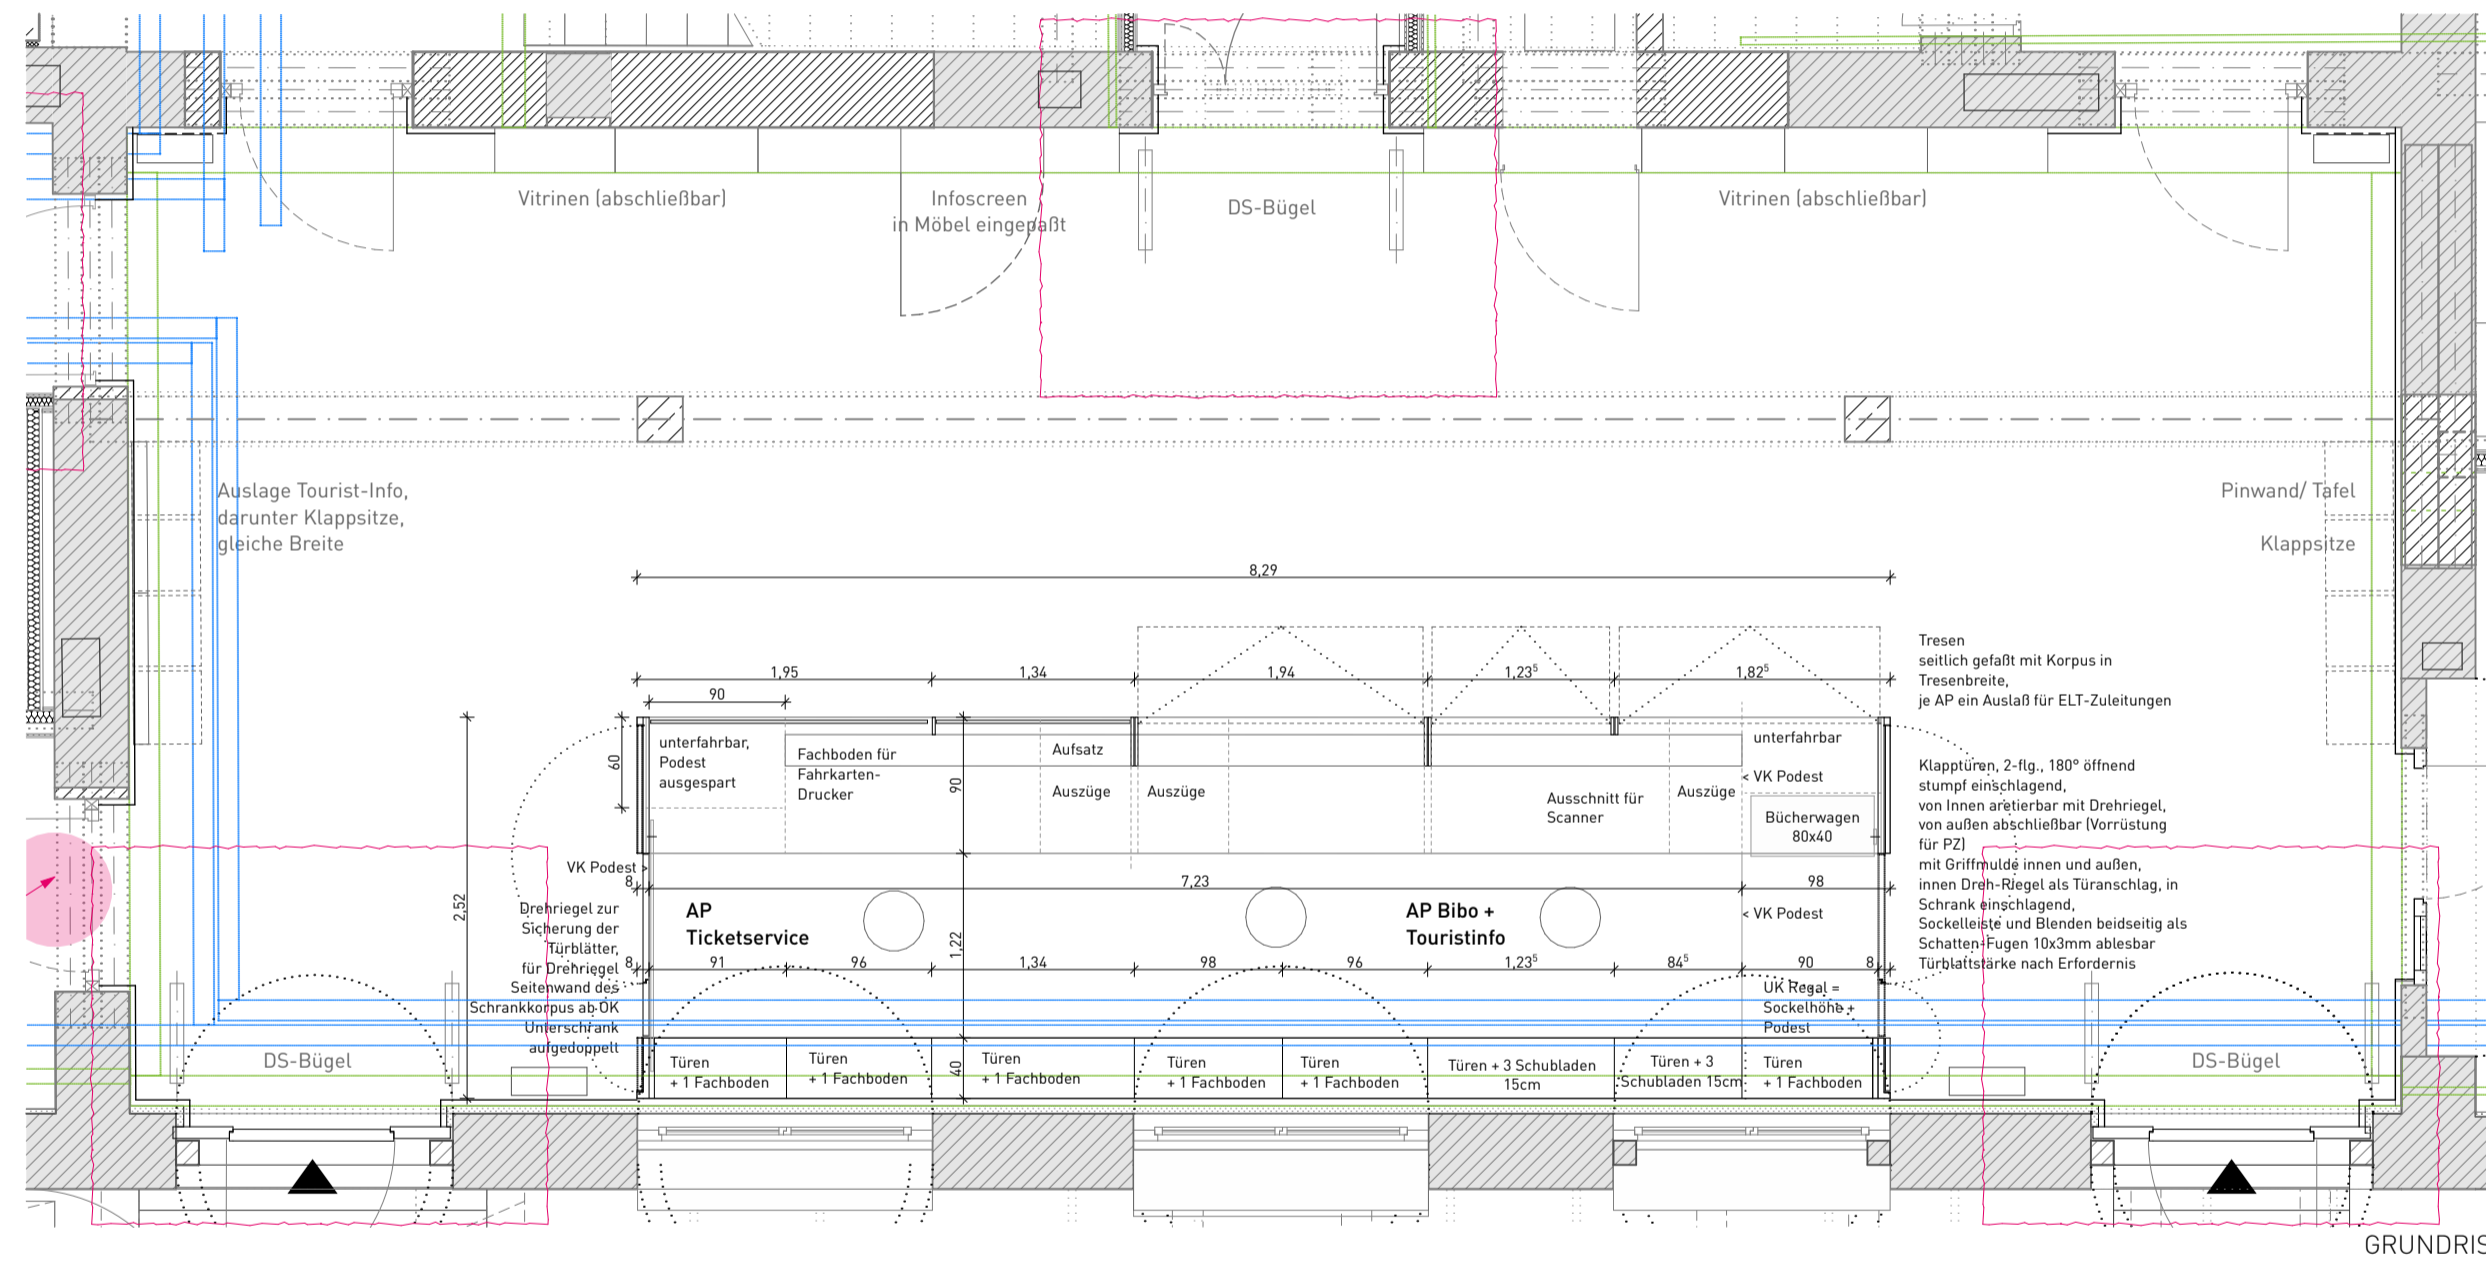 Vitrinen (abschließbar)
Infoscreen
in Möbel eingepaßt
DS-Bügel
Vitrinen (abschließbar)
Auslage Tourist-Info,
darunter Klappsitze,
gleiche Breite
Pinwand/ Tafel
Klappsitze
8,29
1,95
1,34
1,94
1,23⁵
1,82⁵
90
Tresen
seitlich gefaßt mit Korpus in
Tresenbreite,
je AP ein Auslaß für ELT-Zuleitungen
60
unterfahrbar,
Podest
ausgespart
Fachboden für
Fahrkarten-
Drucker
90
Aufsatz
Auszüge
Auszüge
Ausschnitt für
Scanner
Auszüge
unterfahrbar
< VK Podest
Bücherwagen
80x40
Klapptüren, 2-flg., 180° öffnend
stumpf einschlagend,
von Innen aretierbar mit Drehriegel,
von außen abschließbar (Vorrüstung
für PZ)
mit Griffmulde innen und außen,
innen Dreh-Riegel als Türanschlag, in
Schrank einschlagend,
Sockelleiste und Blenden beidseitig als
Schatten-Fugen 10x3mm ablesbar
Türblattstärke nach Erfordernis
VK Podest >
8
7,23
98
2,52
Drehriegel zur
Sicherung der
Türblätter,
für Drehriegel
Seitenwand des
Schrankkorpus ab OK
Unterschrank
aufgedoppelt
AP
Ticketservice
1,22
AP Bibo +
Touristinfo
< VK Podest
8
91
96
1,34
98
96
1,23⁵
84⁵
90
8
UK Regal =
Sockelhöhe +
Podest
DS-Bügel
Türen
+ 1 Fachboden
Türen
+ 1 Fachboden
40
Türen
+ 1 Fachboden
Türen
+ 1 Fachboden
Türen
+ 1 Fachboden
Türen + 3 Schubladen
15cm
Türen + 3
Schubladen 15cm
Türen
+ 1 Fachboden
DS-Bügel
GRUNDRIS